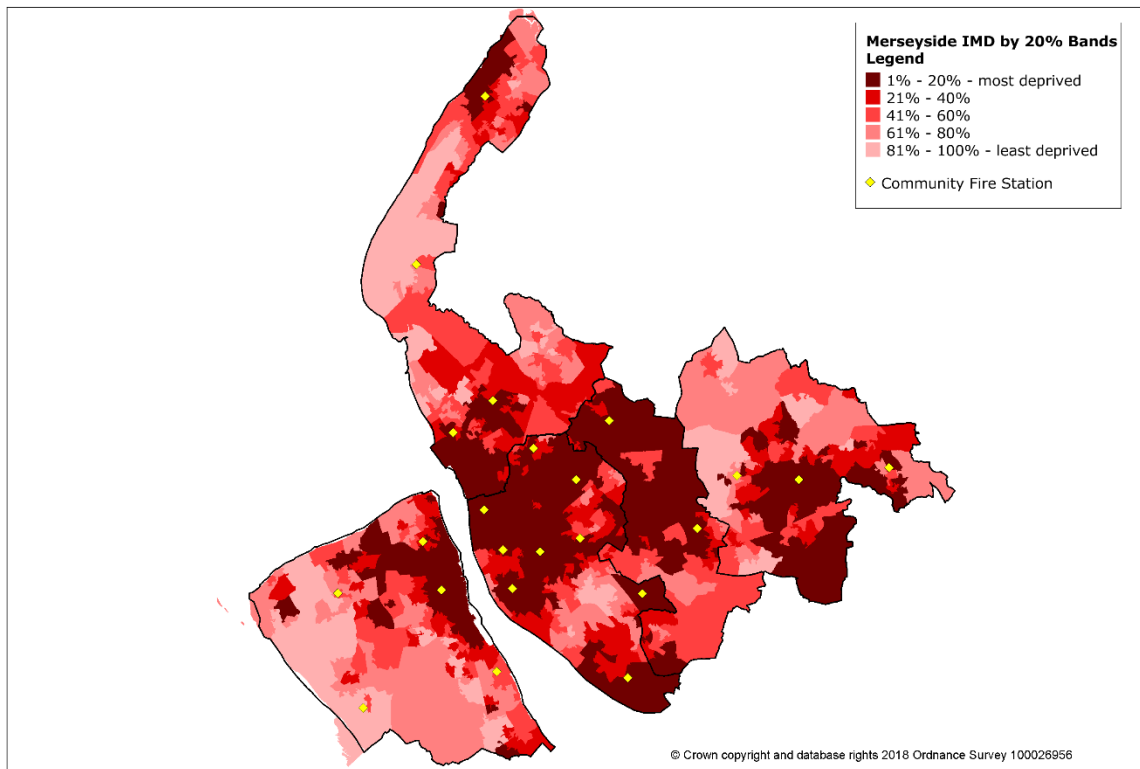 Merseyside IMD by 20% Bands
Legend
1% - 20% - most deprived
21% - 40%
41% - 60%
61% - 80%
81% - 100% - least deprived
Community Fire Station
© Crown copyright and database rights 2018 Ordnance Survey 100026956